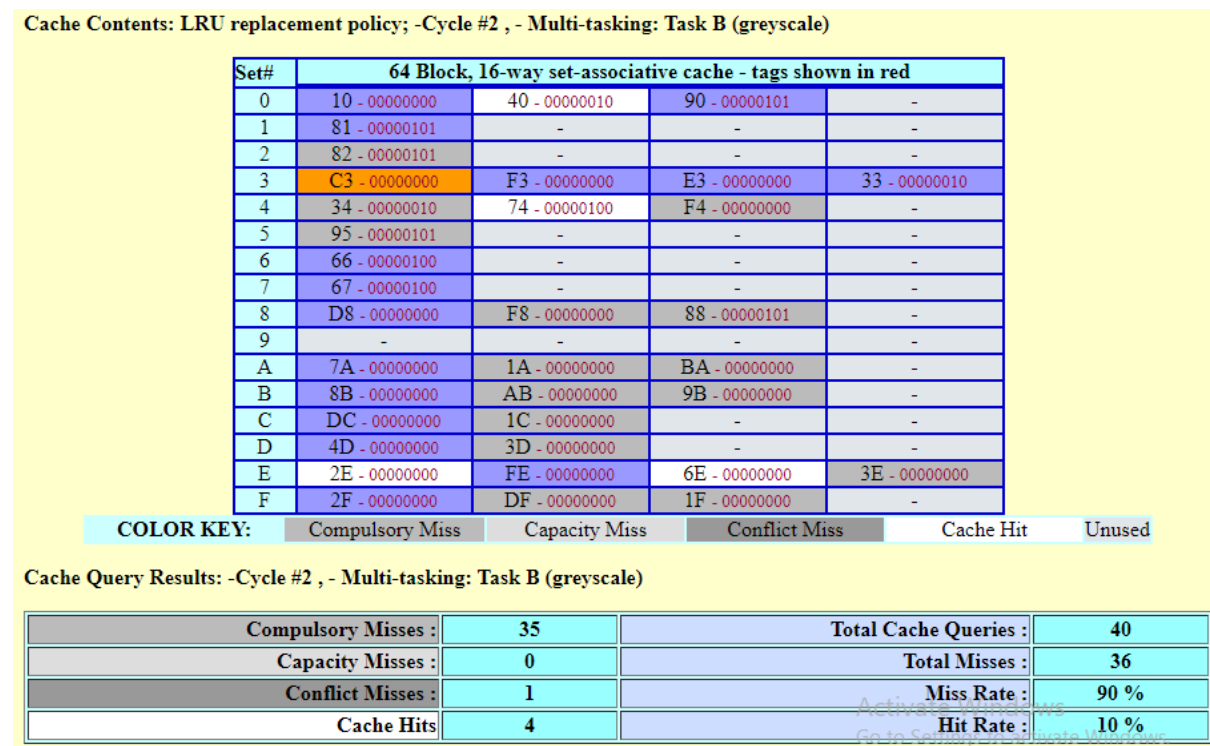 Cache Contents: LRU replacement policy; -Cycle #2 , - Multi-tasking: Task B (greyscale)
Set# 64 Block, 16-way set-associative cache - tags shown in red
0 10 - 00000000 40 - 00000010 90 - 00000101 -
1 81 - 00000101 - - -
2 82 - 00000101 - - -
3 C3 - 00000000 F3 - 00000000 E3 - 00000000 33 - 00000010
4 34 - 00000010 74 - 00000100 F4 - 00000000 -
5 95 - 00000101 - - -
6 66 - 00000100 - - -
7 67 - 00000100 - - -
8 D8 - 00000000 F8 - 00000000 88 - 00000101 -
9 - - - -
A 7A - 00000000 1A - 00000000 BA - 00000000 -
B 8B - 00000000 AB - 00000000 9B - 00000000 -
C DC - 00000000 1C - 00000000 - -
D 4D - 00000000 3D - 00000000 - -
E 2E - 00000000 FE - 00000000 6E - 00000000 3E - 00000000
F 2F - 00000000 DF - 00000000 1F - 00000000 -
COLOR KEY: Compulsory Miss Capacity Miss Conflict Miss Cache Hit Unused
Cache Query Results: -Cycle #2 , - Multi-tasking: Task B (greyscale)
Compulsory Misses : 35 Total Cache Queries : 40
Capacity Misses : 0 Total Misses : 36
Conflict Misses : 1 Miss Rate : 90 %
Cache Hits 4 Hit Rate : 10 %
Activate Windows
Go to Settings to activate Windows.